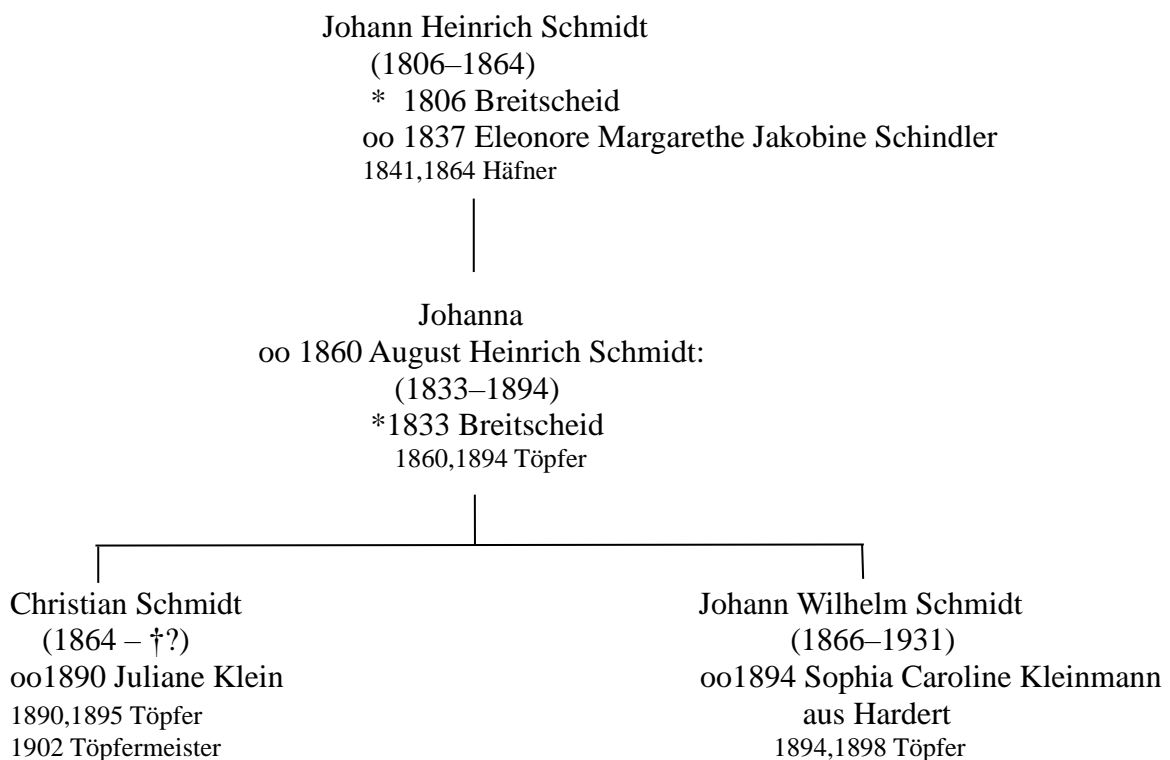 Johann Heinrich Schmidt
(1806–1864)
* 1806 Breitscheid
oo 1837 Eleonore Margarethe Jakobine Schindler
1841,1864 Häfner
Johanna
oo 1860 August Heinrich Schmidt:
(1833–1894)
*1833 Breitscheid
1860,1894 Töpfer
Christian Schmidt
(1864 – †?)
oo1890 Juliane Klein
1890,1895 Töpfer
1902 Töpfermeister
Johann Wilhelm Schmidt
(1866–1931)
oo1894 Sophia Caroline Kleinmann
aus Hardert
1894,1898 Töpfer